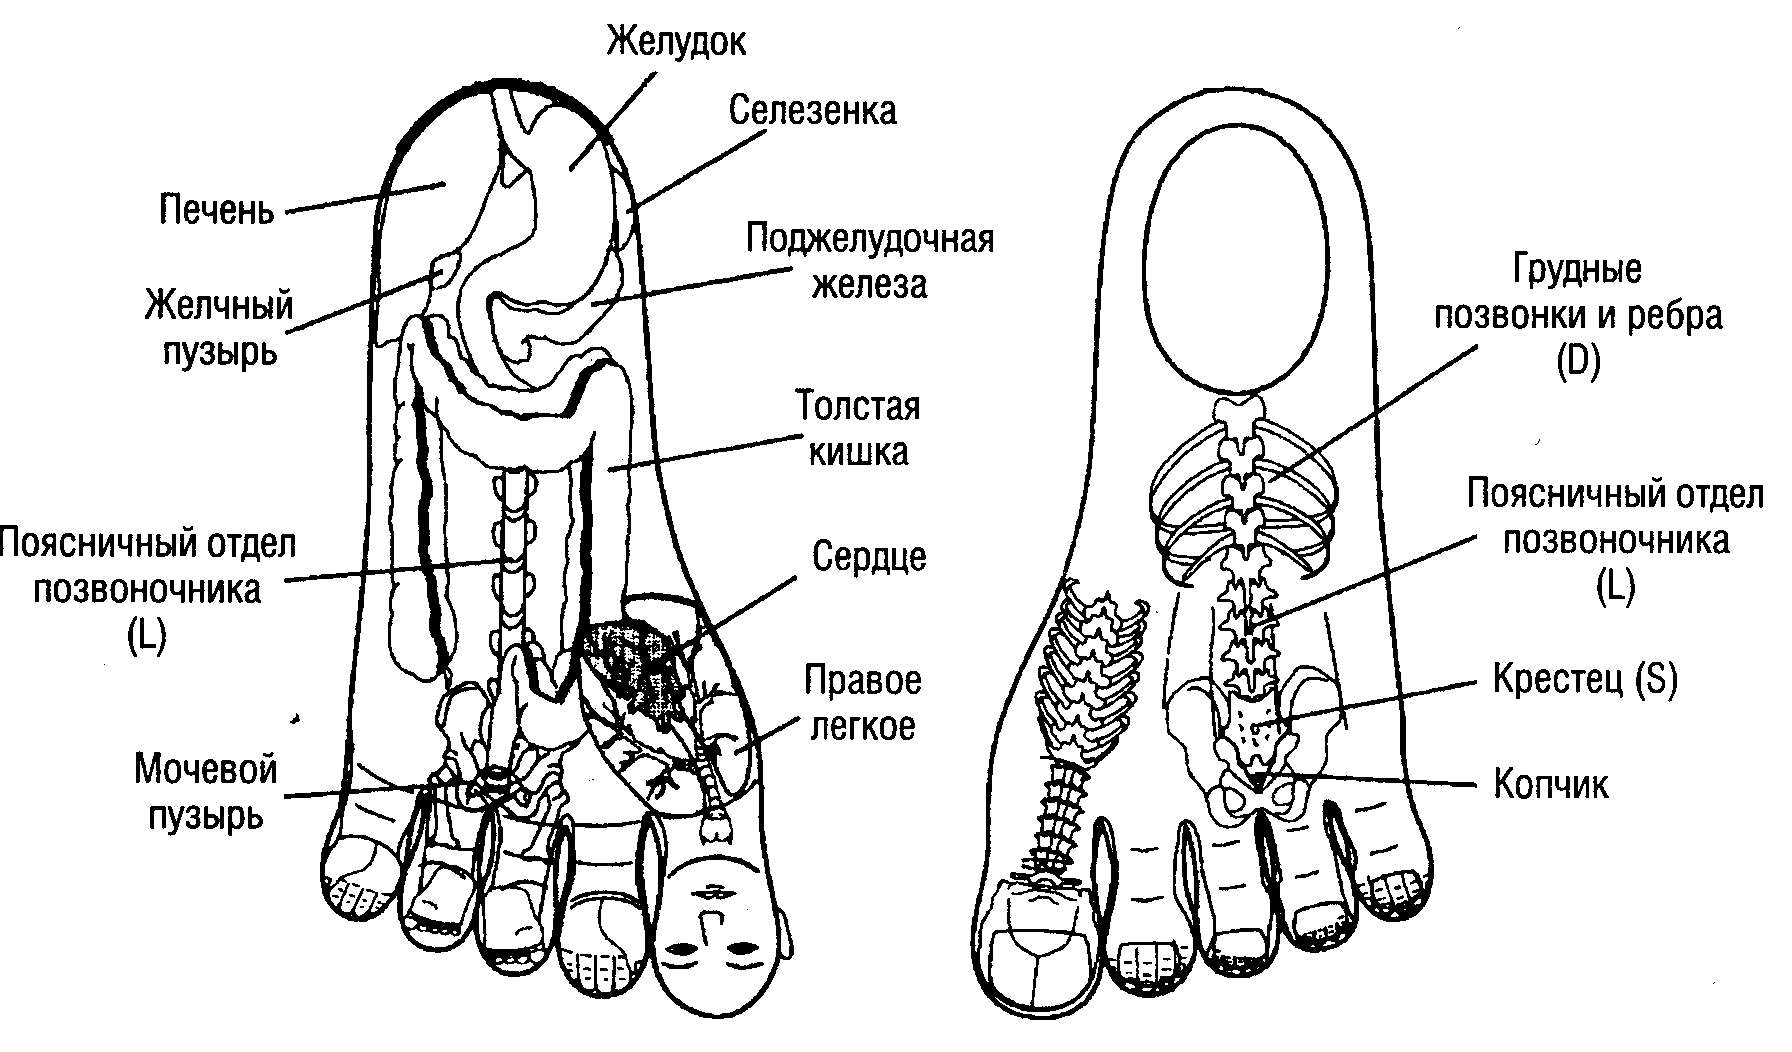 Желудок
Селезенка
Печень
Поджелудочная
железа
Желчный
пузырь
Толстая
кишка
Поясничный отдел
позвоночника
(L)
Сердце
Правое
легкое
Мочевой
пузырь
Грудные
позвонки и ребра
(D)
Поясничный отдел
позвоночника
(L)
Крестец (S)
Копчик